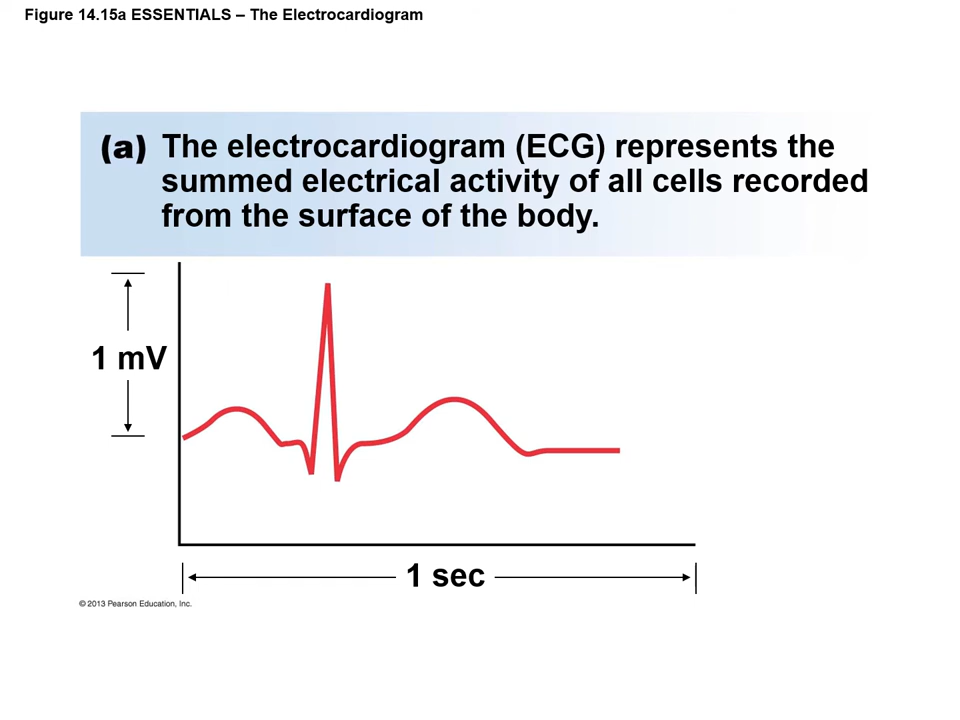 Figure 14.15a ESSENTIALS – The Electrocardiogram
(a) The electrocardiogram (ECG) represents the
summed electrical activity of all cells recorded
from the surface of the body.
1 mV
1 sec
© 2013 Pearson Education, Inc.